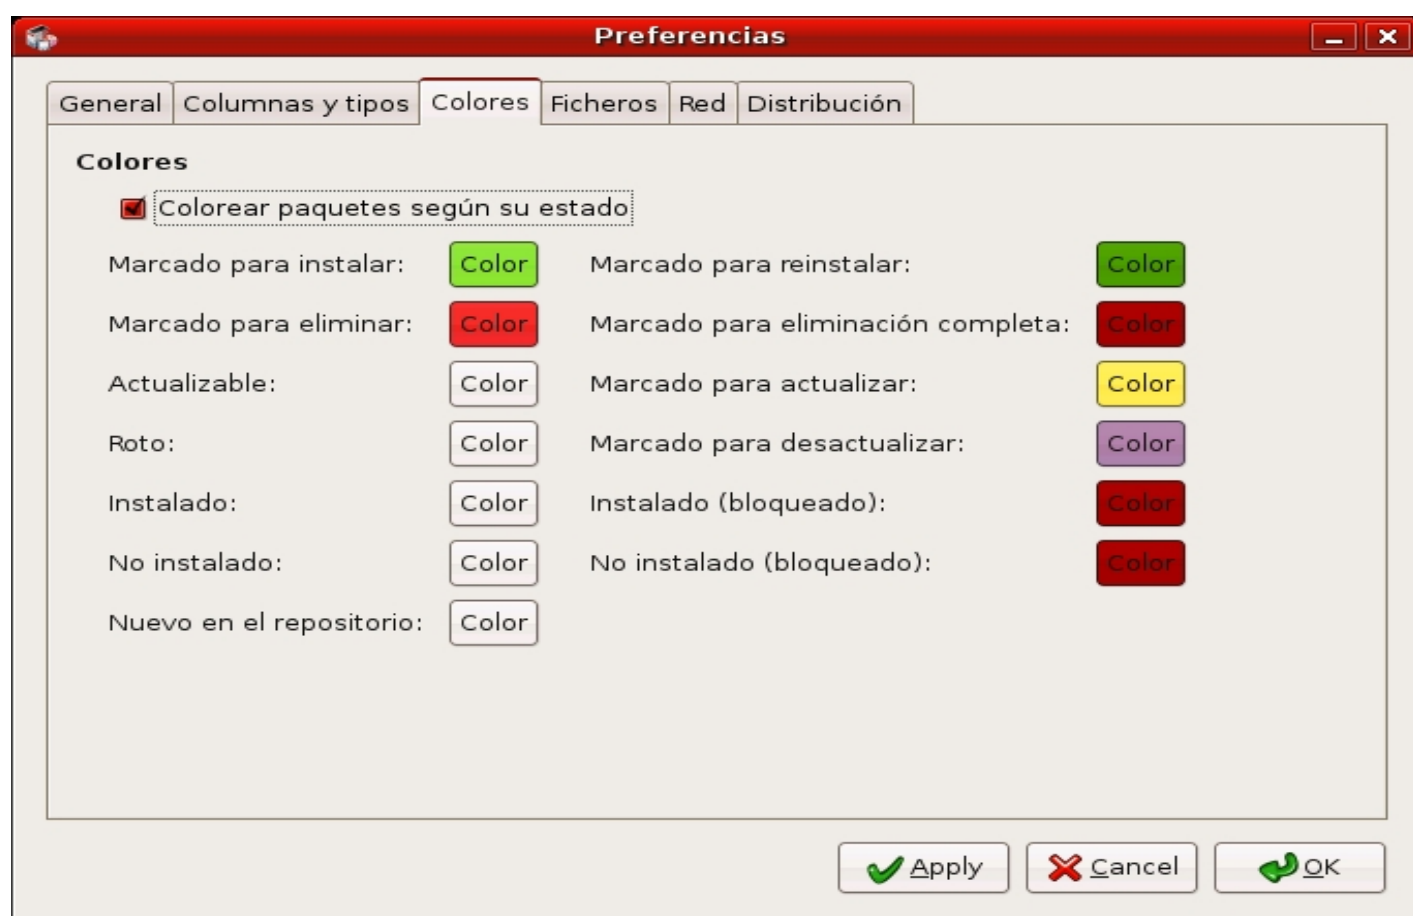 Preferencias
General Columnas y tipos Colores Ficheros Red Distribución
Colores
Colorear paquetes según su estado
Marcado para instalar: Color Marcado para reinstalar: Color
Marcado para eliminar: Color Marcado para eliminación completa: Color
Actualizable: Color Marcado para actualizar: Color
Roto: Color Marcado para desactualizar: Color
Instalado: Color Instalado (bloqueado): Color
No instalado: Color No instalado (bloqueado): Color
Nuevo en el repositorio: Color
Apply Cancel OK